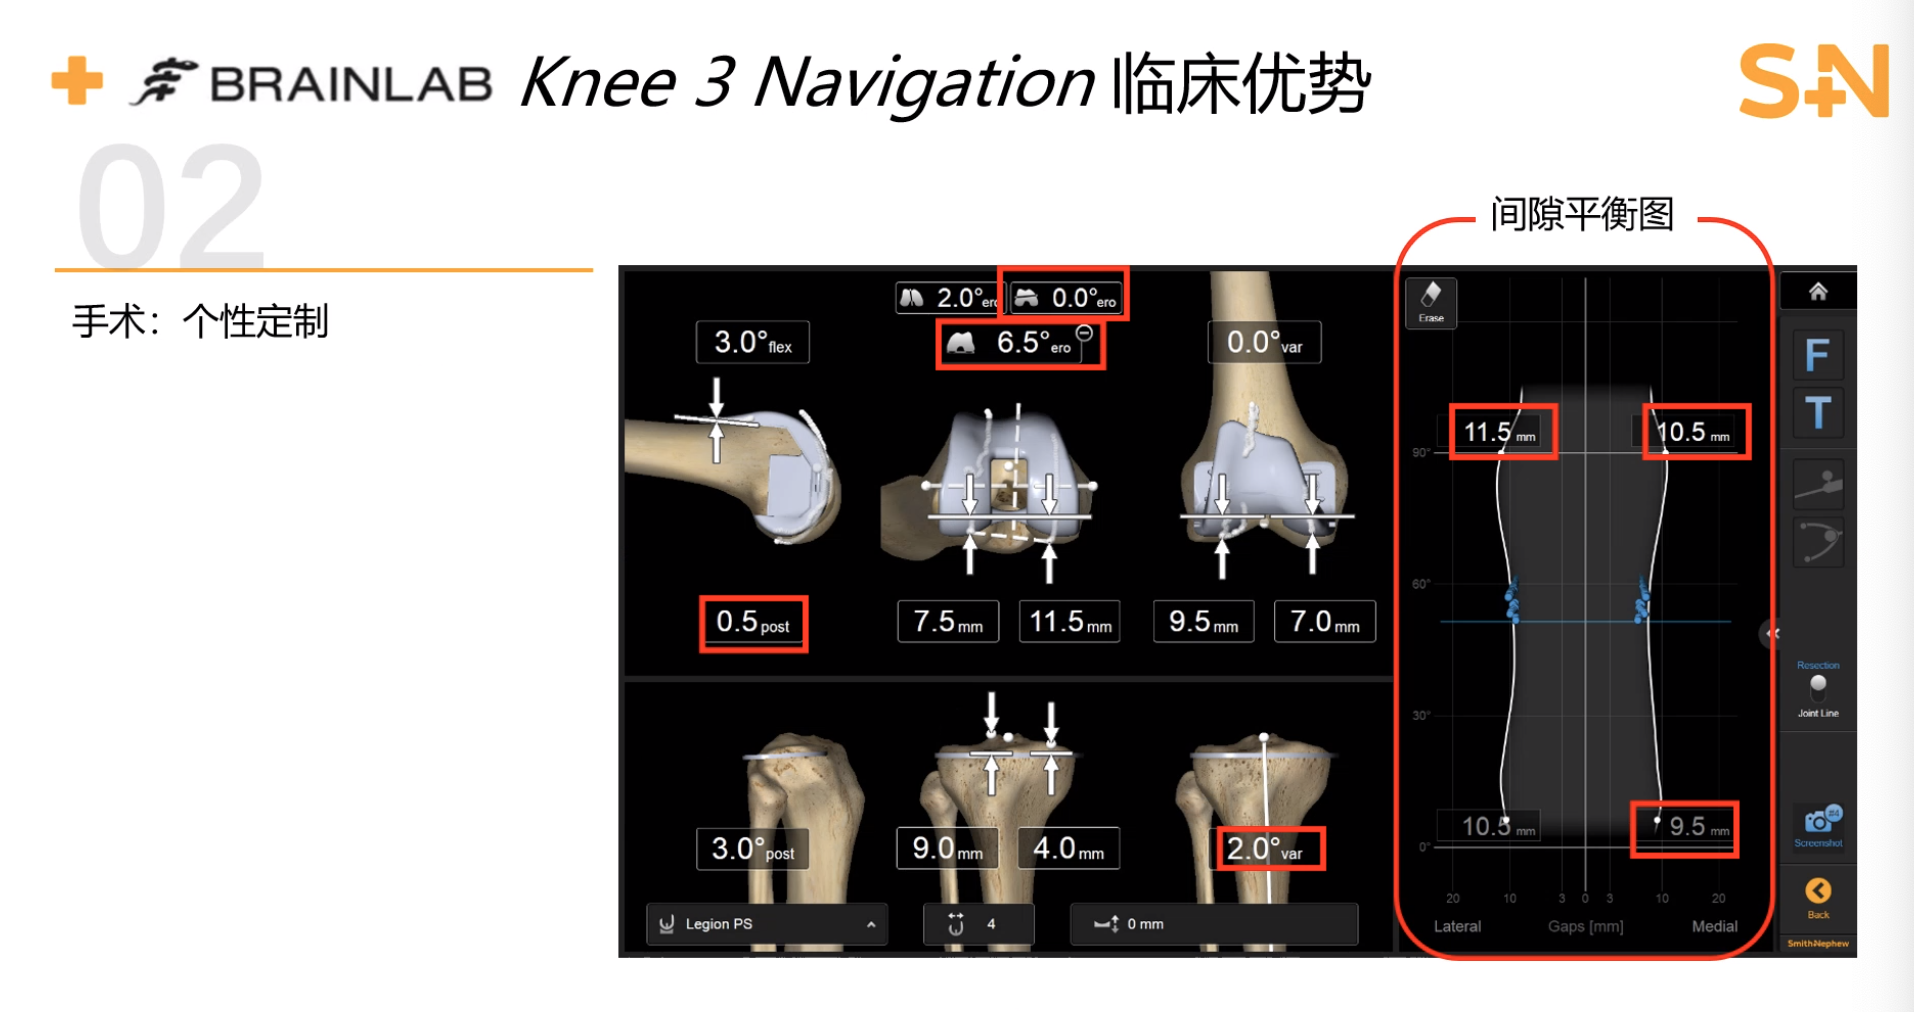 BRAINLAB Knee 3 Navigation 临床优势
S+N
02
手术：个性定制
间隙平衡图
2.0° ero
0.0° ero
3.0° flex
6.5° ero
0.0° var
0.5 post
7.5 mm
11.5 mm
9.5 mm
7.0 mm
3.0° post
9.0 mm
4.0 mm
2.0° var
Legion PS
4
0 mm
Erase
11.5 mm
10.5 mm
90°
60°
30°
10.5 mm
9.5 mm
0°
20 10 3 0 3 10 20
Lateral Gaps [mm] Medial
F
T
Resection
Joint Line
Screenshot
Back
Smith+Nephew